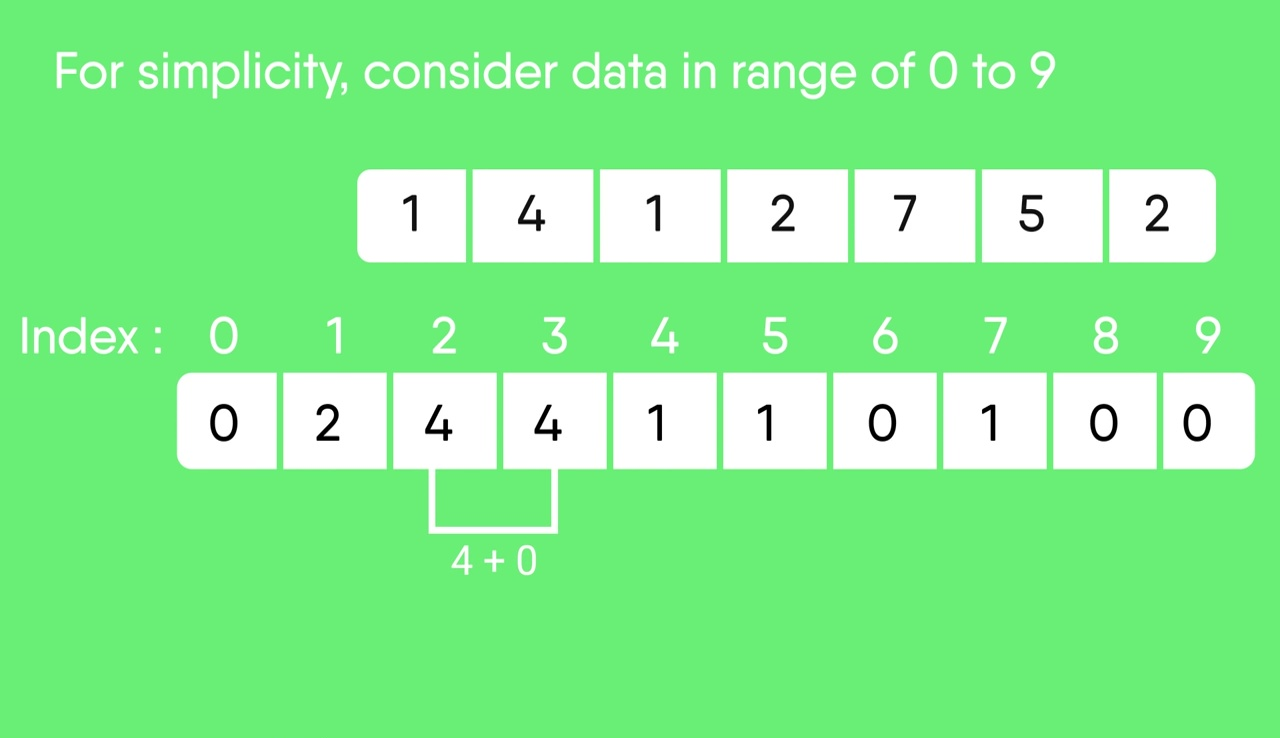 For simplicity, consider data in range of 0 to 9
1 4 1 2 7 5 2
Index : 0 1 2 3 4 5 6 7 8 9
0 2 4 4 1 1 0 1 0 0
4 + 0